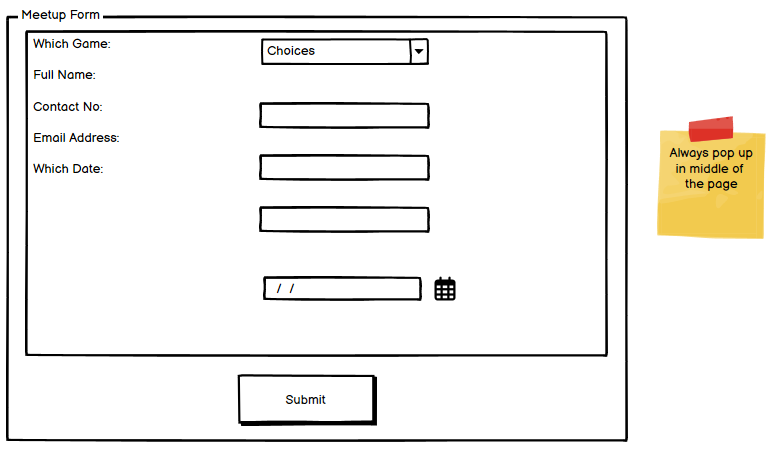 Meetup Form
Which Game:
Choices
Full Name:
Contact No:
Email Address:
Which Date:
/ /
Submit
Always pop up
in middle of
the page